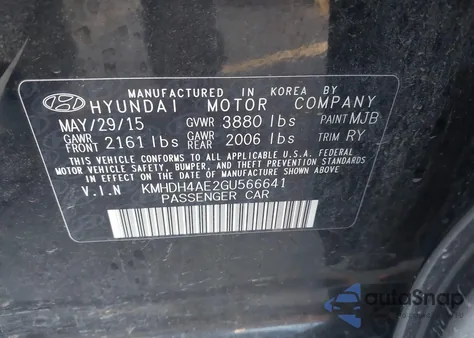 MANUFACTURED IN KOREA BY
HYUNDAI MOTOR COMPANY
MAY/29/15 GVWR 3880 lbs PAINT MJB
GAWR FRONT 2161 lbs GAWR REAR 2006 lbs TRIM RY
THIS VEHICLE CONFORMS TO ALL APPLICABLE U.S.A. FEDERAL
MOTOR VEHICLE SAFETY, BUMPER, AND THEFT PREVENTION
STANDARDS IN EFFECT ON THE DATE OF MANUFACTURE SHOWN ABOVE.
V.I.N KMHDH4AE2GU566641
PASSENGER CAR
autoSnap